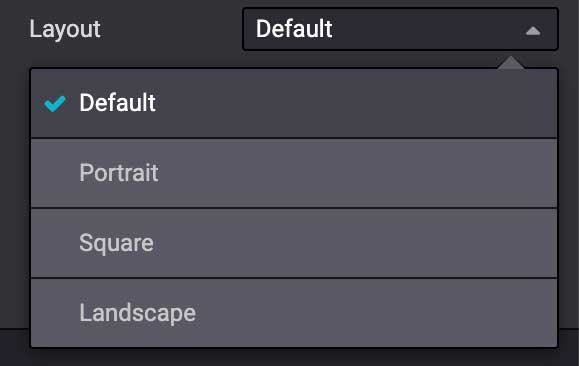 Layout Default
Default
Portrait
Square
Landscape